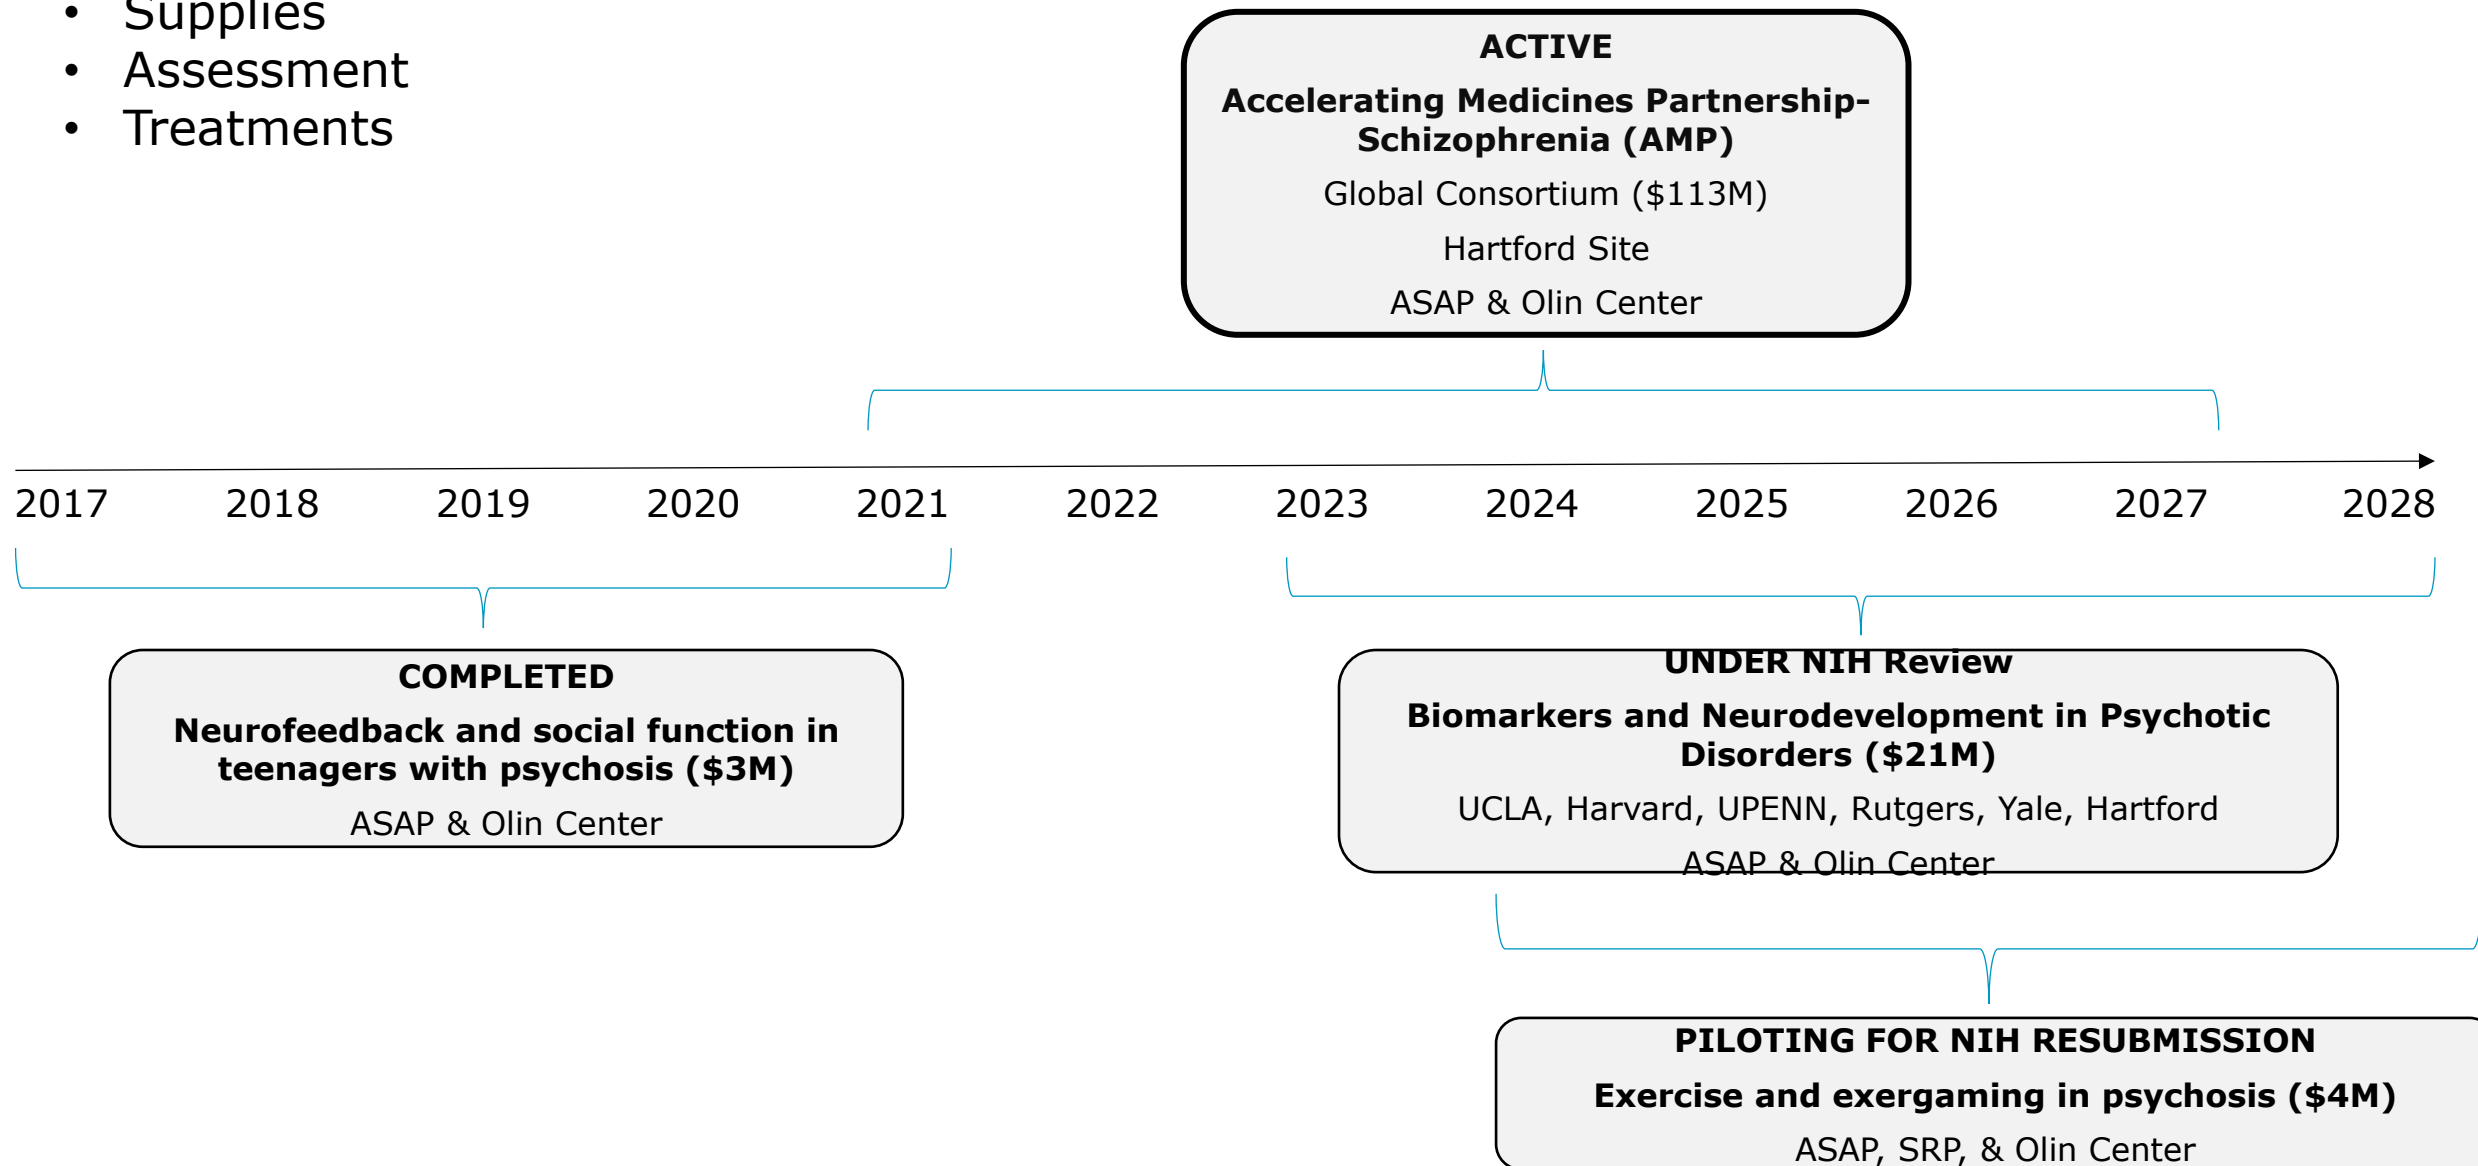 • Supplies
• Assessment
• Treatments
ACTIVE
Accelerating Medicines Partnership-
Schizophrenia (AMP)
Global Consortium ($113M)
Hartford Site
ASAP & Olin Center
2017 2018 2019 2020 2021 2022 2023 2024 2025 2026 2027 2028
COMPLETED
Neurofeedback and social function in
teenagers with psychosis ($3M)
ASAP & Olin Center
UNDER NIH Review
Biomarkers and Neurodevelopment in Psychotic
Disorders ($21M)
UCLA, Harvard, UPENN, Rutgers, Yale, Hartford
ASAP & Olin Center
PILOTING FOR NIH RESUBMISSION
Exercise and exergaming in psychosis ($4M)
ASAP, SRP, & Olin Center